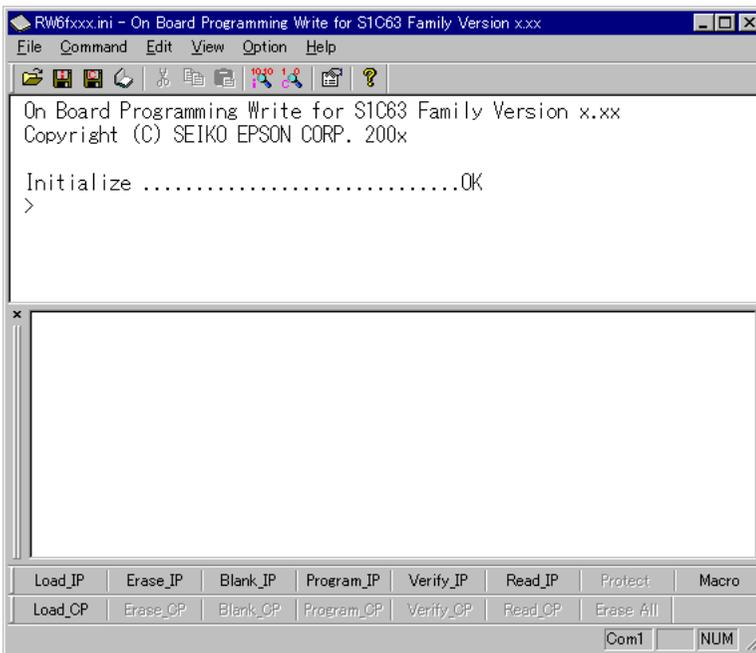 RW6fxxx.ini - On Board Programming Write for S1C63 Family Version x.xx
File Command Edit View Option Help
On Board Programming Write for S1C63 Family Version x.xx
Copyright (C) SEIKO EPSON CORP. 200x
Initialize ..............................OK
>
Load_IP Erase_IP Blank_IP Program_IP Verify_IP Read_IP Protect Macro
Load_CP Erase_CP Blank_CP Program_CP Verify_CP Read_CP Erase All
Com1 NUM